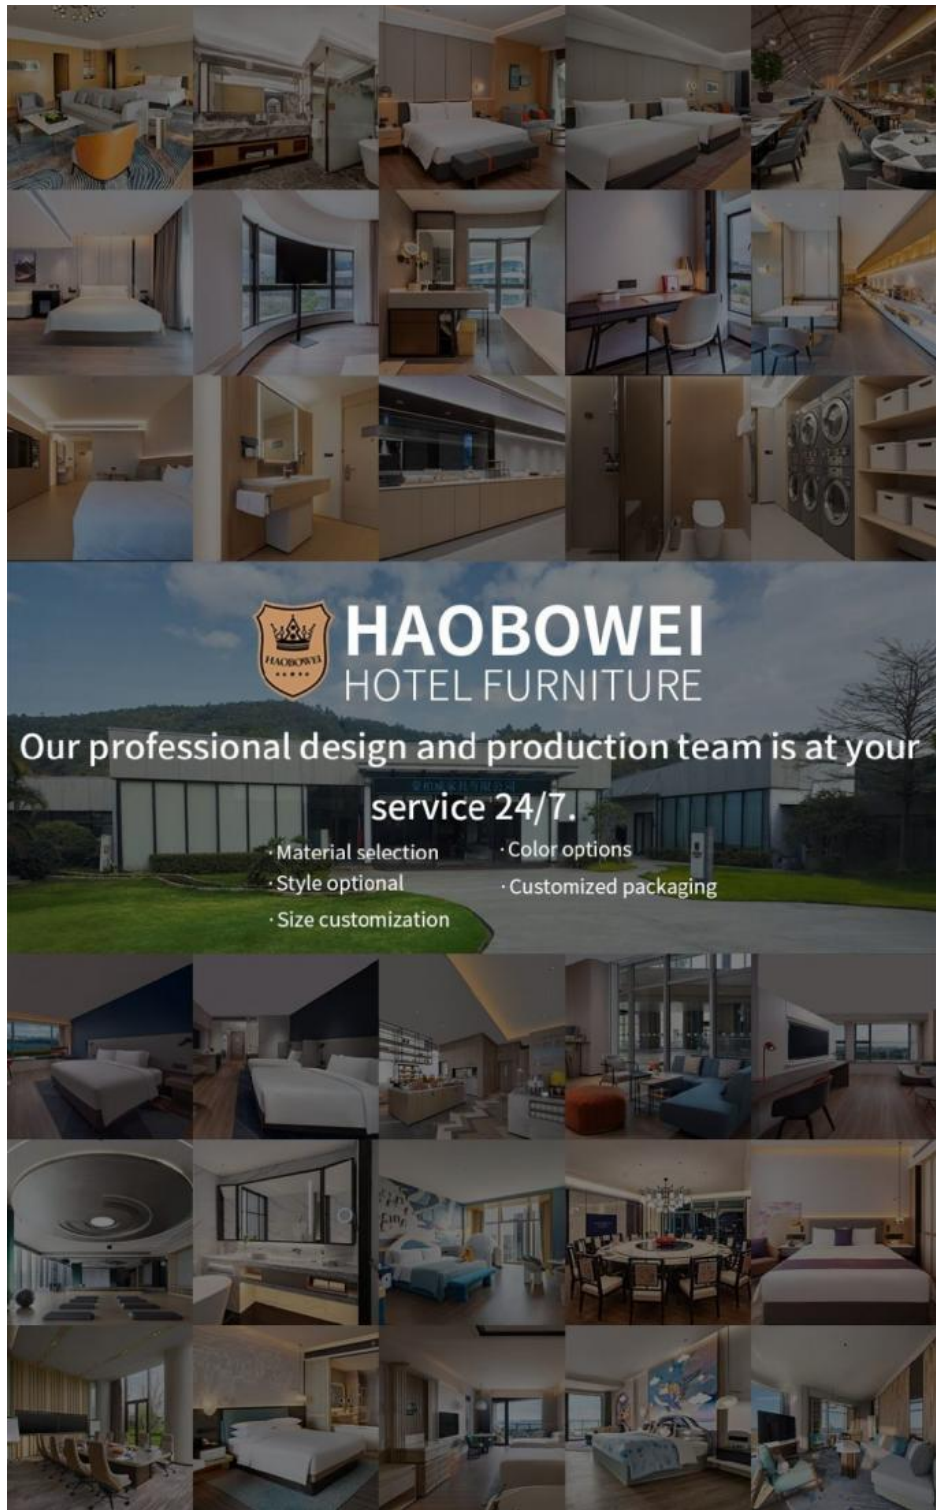 HAOBOWEI
HAOBOWEI
HOTEL FURNITURE
Our professional design and production team is at your
service 24/7.
·Material selection
·Color options
·Style optional
·Customized packaging
·Size customization